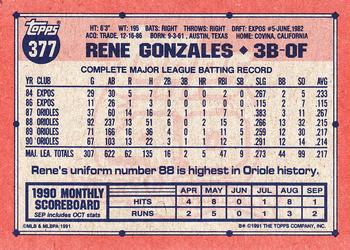 Topps
377
HT: 6'3" WT: 195 BATS: RIGHT THROWS: RIGHT DRAFT: EXPOS #5-JUNE, 1982
ACQ: TRADE, 12-16-86 BORN: 9-3-61, AUSTIN, TEXAS HOME: COVINA, CALIFORNIA
RENE GONZALES ♦ 3B-OF
COMPLETE MAJOR LEAGUE BATTING RECORD
YR CLUB G AB R H 2B 3B HR RBI SB SLG BB SO AVG
84 EXPOS 29 30 5 7 1 0 0 2 0 .267 2 5 .233
86 EXPOS 11 26 1 3 0 0 0 0 0 .115 2 7 .115
87 ORIOLES 37 60 14 16 2 1 1 7 1 .383 3 11 .267
88 ORIOLES 92 237 13 51 6 0 2 15 2 .266 13 32 .215
89 ORIOLES 71 166 16 36 4 0 1 11 5 .259 12 30 .217
90 ORIOLES 67 103 13 22 3 1 1 12 1 .291 12 14 .214
MAJ. LEA. TOTALS 307 622 62 135 16 2 5 47 9 .270 44 99 .217
Rene's uniform number 88 is highest in Oriole history.
1990 MONTHLY SCOREBOARD
SEP includes OCT stats
APR MAY JUN JUL AUG SEP
HITS 4 4 4 7 2 1
RUNS 2 5 1 2 2 1
©MLB & MLBPA 1991
B* ©1991 THE TOPPS COMPANY, INC.